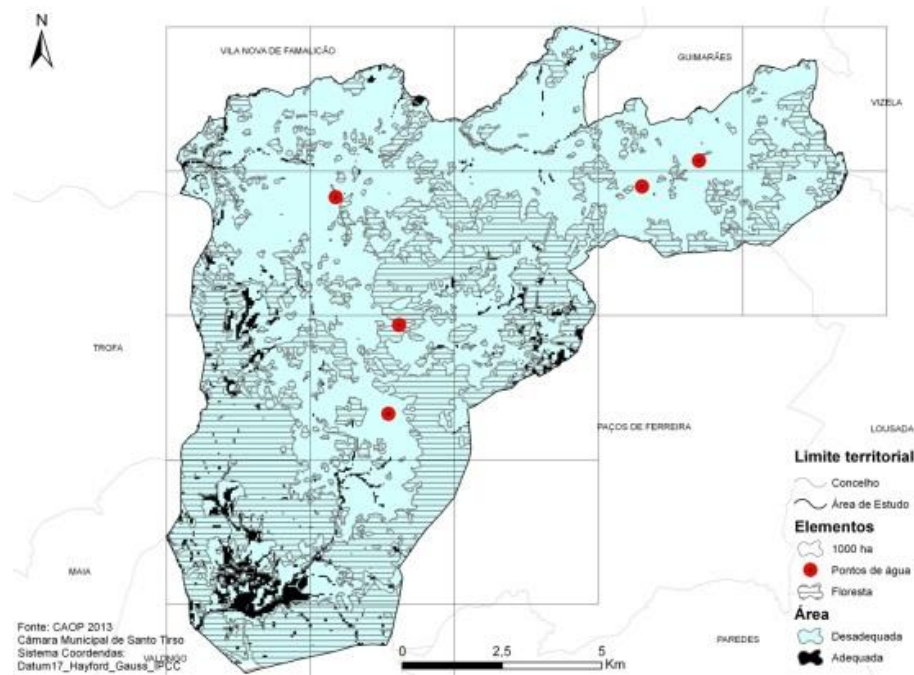 N
VILA NOVA DE FAMALICÃO
GUIMARÃES
VIZELA
TROFA
PAÇOS DE FERREIRA
LOUSADA
MAIA
PAREDES
VALONGO
Limite territorial
Concelho
Área de Estudo
Elementos
1000 ha
Pontos de água
Floresta
Área
Desadequada
Adequada
Fonte: CAOP 2013
Câmara Municipal de Santo Tirso
Sistema Coordendas:
Datum17_Hayford_Gauss_IPCC
0 2,5 5
Km